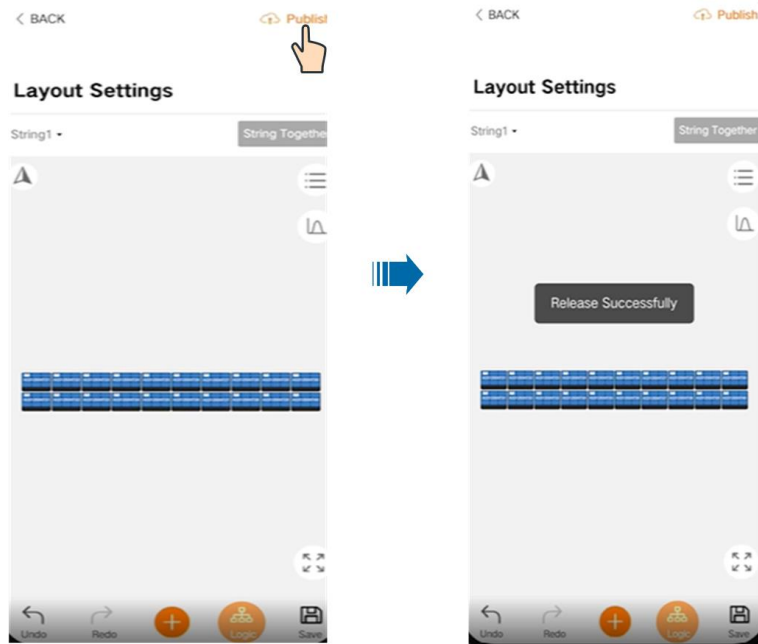 < BACK
Publish
Layout Settings
String1
String Together
Undo
Redo
Logic
Save
< BACK
Publish
Layout Settings
String1
String Together
Release Successfully
Undo
Redo
Logic
Save